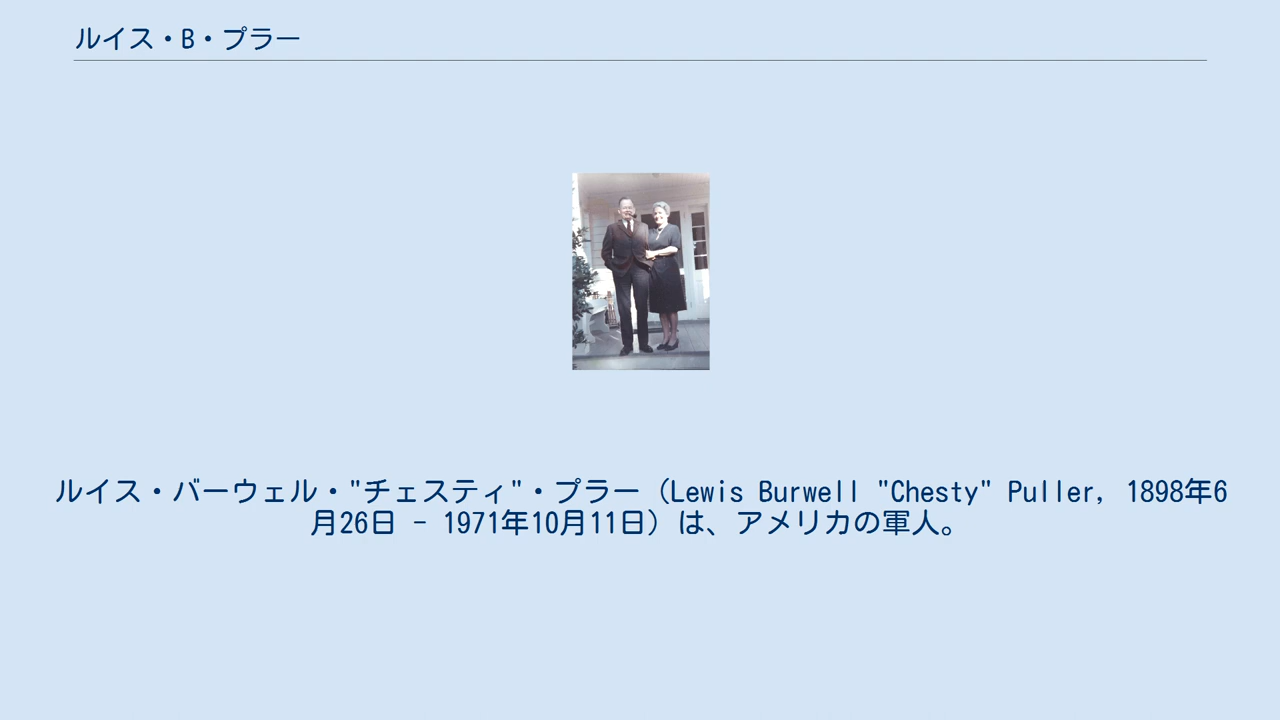 ルイス・B・プラー
ルイス・バーウェル・"チェスティ"・プラー（Lewis Burwell "Chesty" Puller, 1898年6
月26日 - 1971年10月11日）は、アメリカの軍人。